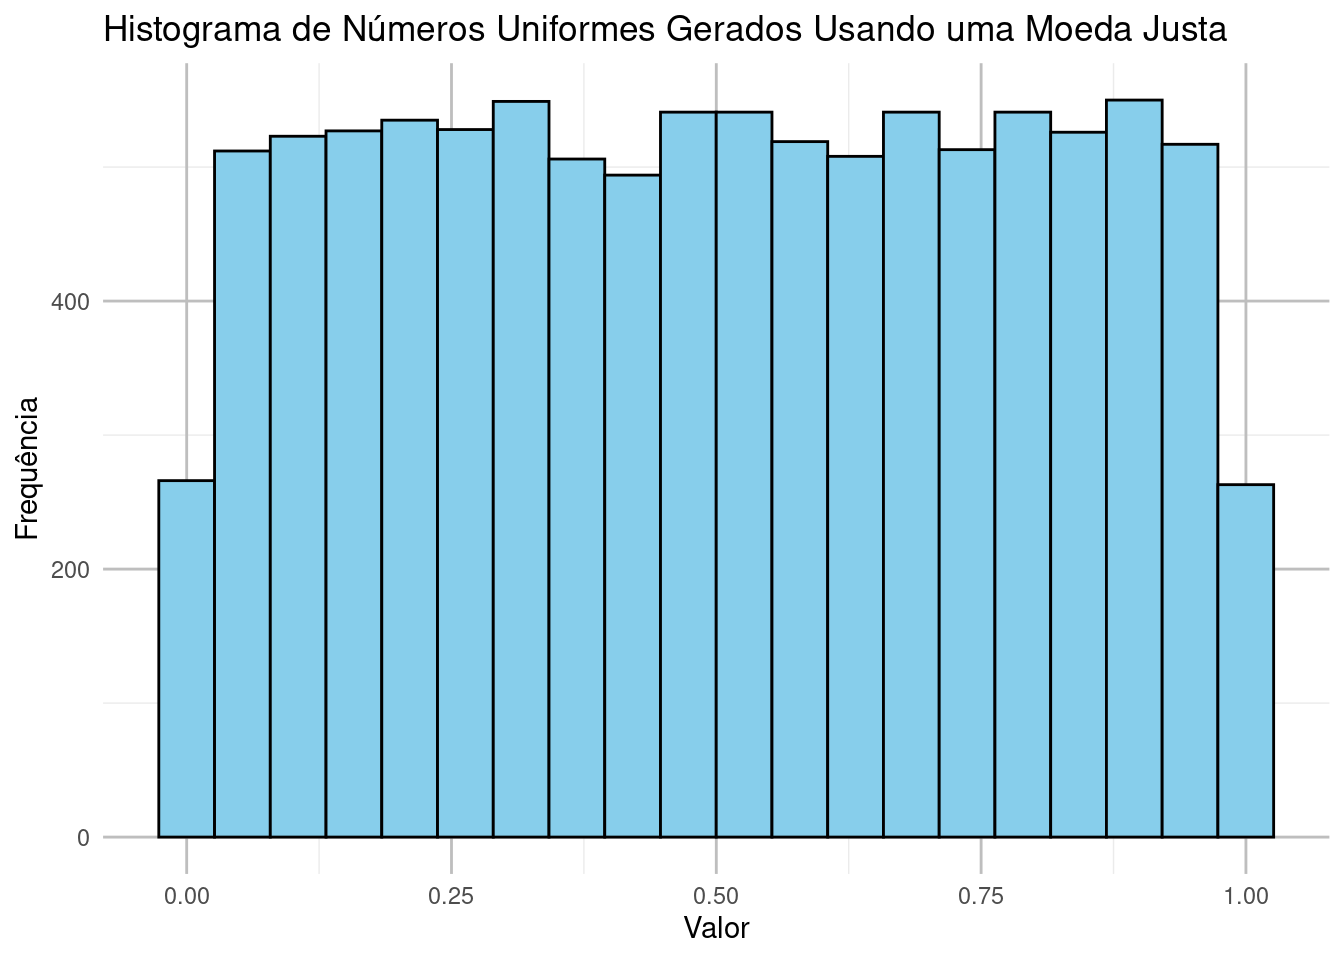 Histograma de Números Uniformes Gerados Usando uma Moeda Justa
Frequência
400
200
0
0.00 0.25 0.50 0.75 1.00
Valor